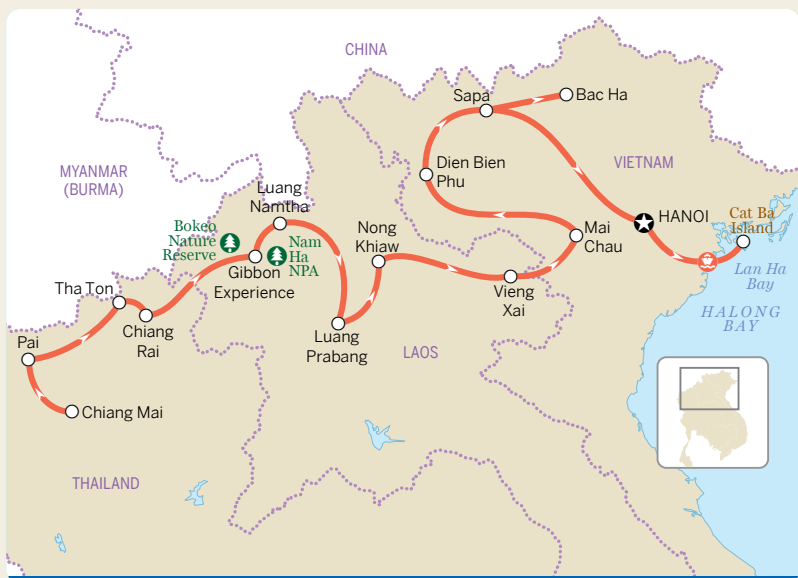 CHINA
Sapa
Bac Ha
Dien Bien
Phu
VIETNAM
MYANMAR
(BURMA)
Luang
Namtha
HANOI
Cat Ba
Island
Bokeo
Nature
Reserve
Nam
Ha
NPA
Nong
Khiaw
Mai
Chau
Gibbon
Experience
Lan Ha
Bay
Tha Ton
Vieng
Xai
HALONG
BAY
Chiang
Rai
Luang
Prabang
Pai
LAOS
Chiang Mai
THAILAND